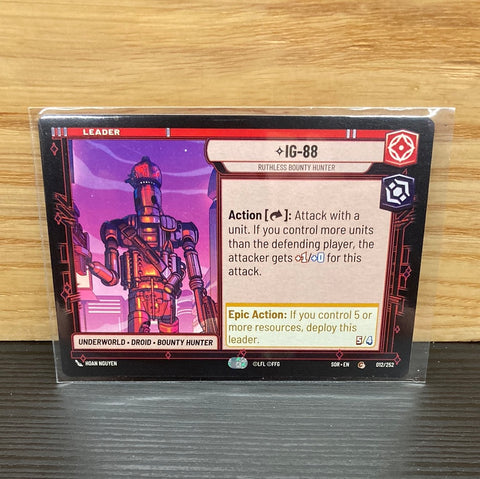 LEADER
IG-88
RUTHLESS BOUNTY HUNTER
Action [ ]: Attack with a
unit. If you control more units
than the defending player, the
attacker gets 1/0 for this
attack.
Epic Action: If you control 5 or
more resources, deploy this
leader.
5/4
UNDERWORLD • DROID • BOUNTY HUNTER
HOAN NGUYEN
©LFL ©FFG
SOR • EN
012/252